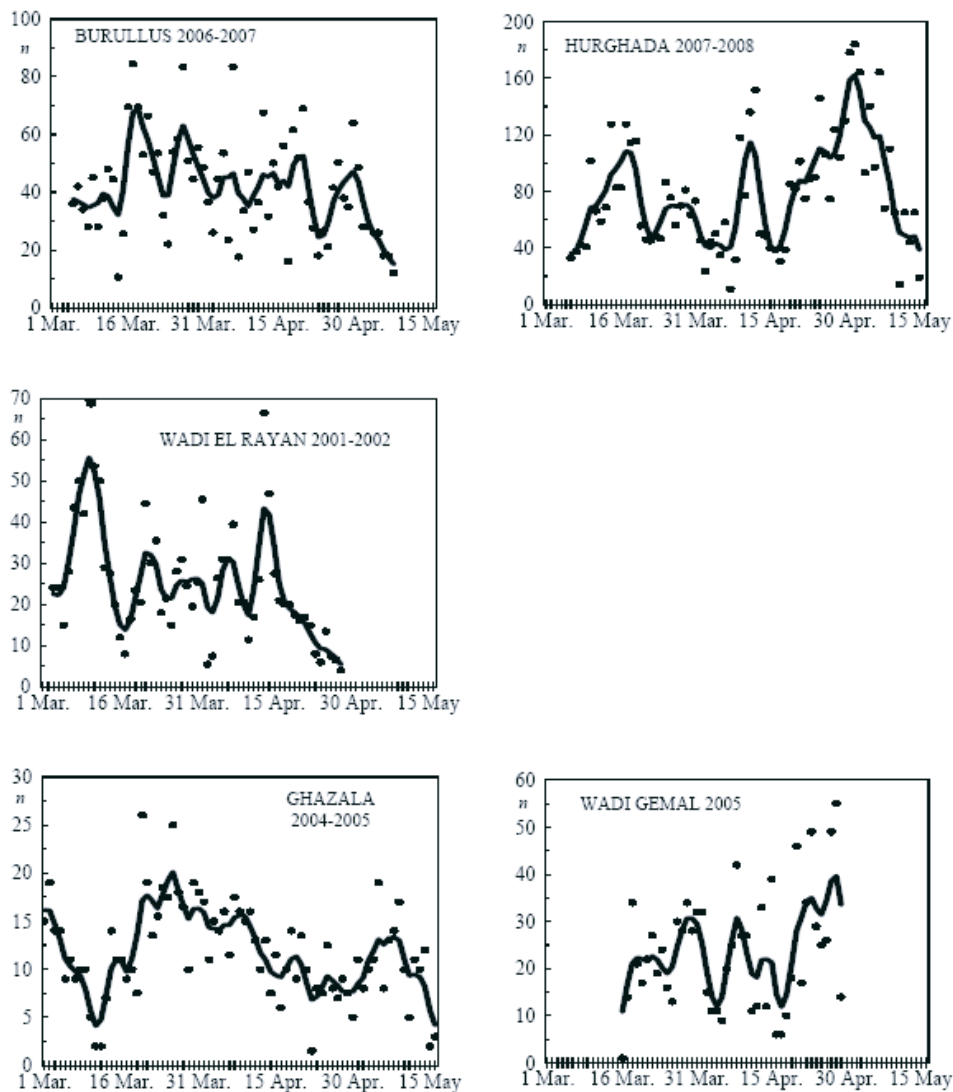 100
n
80
60
40
20
0
BURULLUS 2006-2007
1 Mar. 16 Mar. 31 Mar. 15 Apr. 30 Apr. 15 May
200
n
160
120
80
40
0
HURGHADA 2007-2008
1 Mar. 16 Mar. 31 Mar. 15 Apr. 30 Apr. 15 May
70
n
60
50
40
30
20
10
0
WADI EL RAYAN 2001-2002
1 Mar. 16 Mar. 31 Mar. 15 Apr. 30 Apr. 15 May
30
n
25
20
15
10
5
0
GHAZALA
2004-2005
1 Mar. 16 Mar. 31 Mar. 15 Apr. 30 Apr. 15 May
60
n
50
40
30
20
10
0
WADI GEMAL 2005
1 Mar. 16 Mar. 31 Mar. 15 Apr. 30 Apr. 15 May